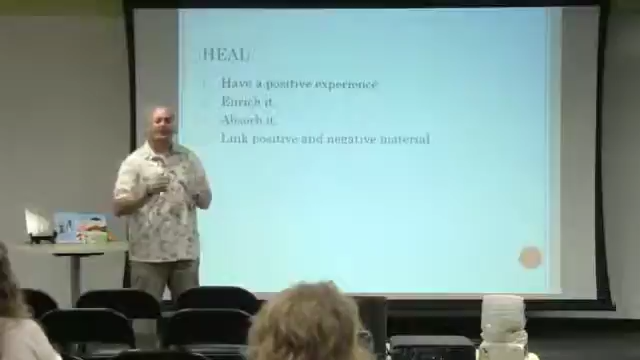 HEAL
Have a positive experience
Enrich it.
Absorb it.
Link positive and negative material